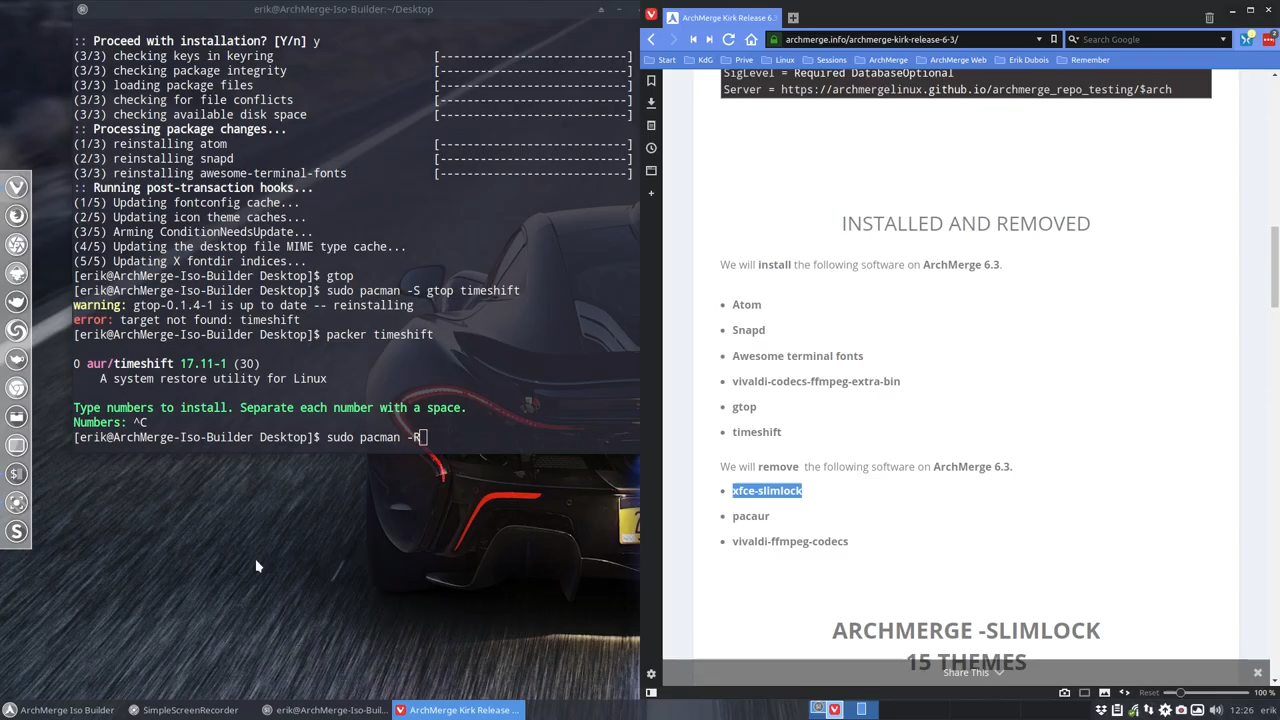 erik@ArchMerge-Iso-Builder:~/Desktop
:: Proceed with installation? [Y/n] y
(3/3) checking keys in keyring
(3/3) checking package integrity
(3/3) loading package files
(3/3) checking for file conflicts
(3/3) checking available disk space
:: Processing package changes...
(1/3) reinstalling atom
(2/3) reinstalling snapd
(3/3) reinstalling awesome-terminal-fonts
:: Running post-transaction hooks...
(1/5) Updating fontconfig cache...
(2/5) Updating icon theme caches...
(3/5) Arming ConditionNeedsUpdate...
(4/5) Updating the desktop file MIME type cache...
(5/5) Updating X fontdir indices...
[erik@ArchMerge-Iso-Builder Desktop]$ gtop
[erik@ArchMerge-Iso-Builder Desktop]$ sudo pacman -S gtop timeshift
warning: gtop-0.1.4-1 is up to date -- reinstalling
error: target not found: timeshift
[erik@ArchMerge-Iso-Builder Desktop]$ packer timeshift
0 aur/timeshift 17.11-1 (30)
A system restore utility for Linux
Type numbers to install. Separate each number with a space.
Numbers: ^C
[erik@ArchMerge-Iso-Builder Desktop]$ sudo pacman -R
ArchMerge Kirk Release 6.3
archmerge.info/archmerge-kirk-release-6-3/
Search Google
Start KdG Prive Linux Sessions ArchMerge ArchMerge Web Erik Dubois Remember
SigLevel = Required DatabaseOptional
Server = https://archmergelinux.github.io/archmerge_repo_testing/$arch
INSTALLED AND REMOVED
We will install the following software on ArchMerge 6.3.
• Atom
• Snapd
• Awesome terminal fonts
• vivaldi-codecs-ffmpeg-extra-bin
• gtop
• timeshift
We will remove the following software on ArchMerge 6.3.
• xfce-slimlock
• pacaur
• vivaldi-ffmpeg-codecs
ARCHMERGE -SLIMLOCK
15 THEMES
Share This
Reset 100 %
ArchMerge Iso Builder SimpleScreenRecorder erik@ArchMerge-Iso-Buil... ArchMerge Kirk Release ... 12:26 erik